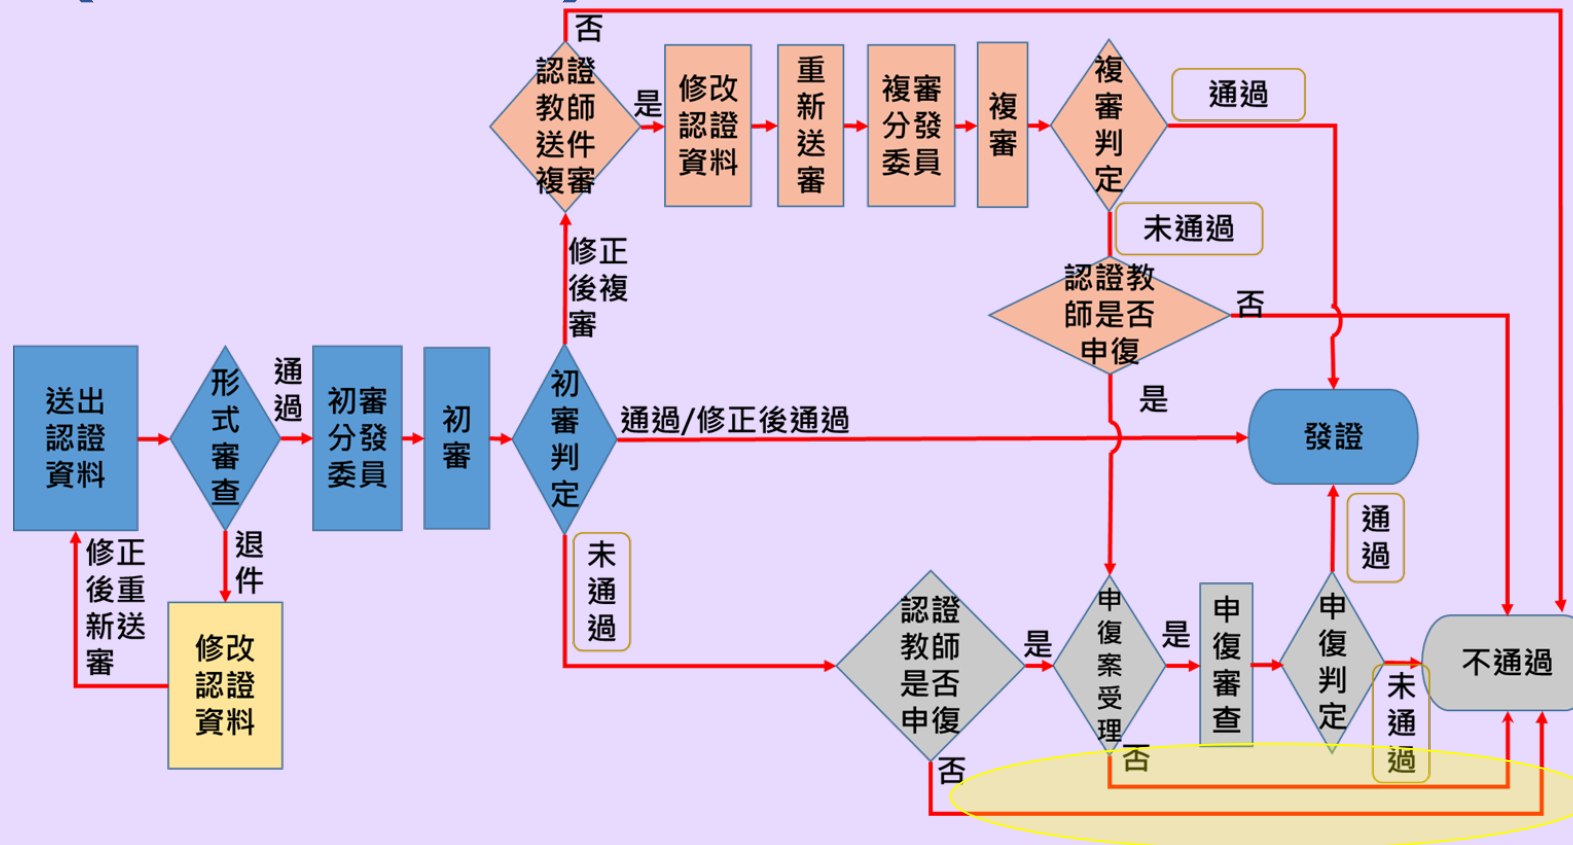 否
認證
教師
送件
複審
是
修改
認證
資料
重
新
送
審
複審
分發
委員
複
審
複
審
判
定
通過
未通過
修正
後複
審
認證教
師是否
申復
否
是
送出
認證
資料
形
式
審
查
通
過
初審
分發
委員
初
審
初
審
判
定
通過/修正後通過
發證
修正
後重
新送
審
退
件
修改
認證
資料
未
通
過
認證
教師
是否
申復
是
否
申
復
案
受
理
是
否
申
復
審
查
申
復
判
定
通
過
未
通
過
不通過